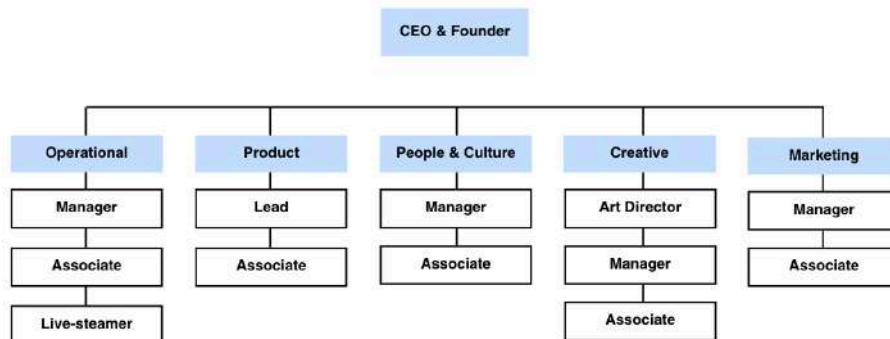 CEO & Founder
Operational
Product
People & Culture
Creative
Marketing
Manager
Lead
Manager
Art Director
Manager
Associate
Associate
Associate
Manager
Associate
Live-steamer
Associate